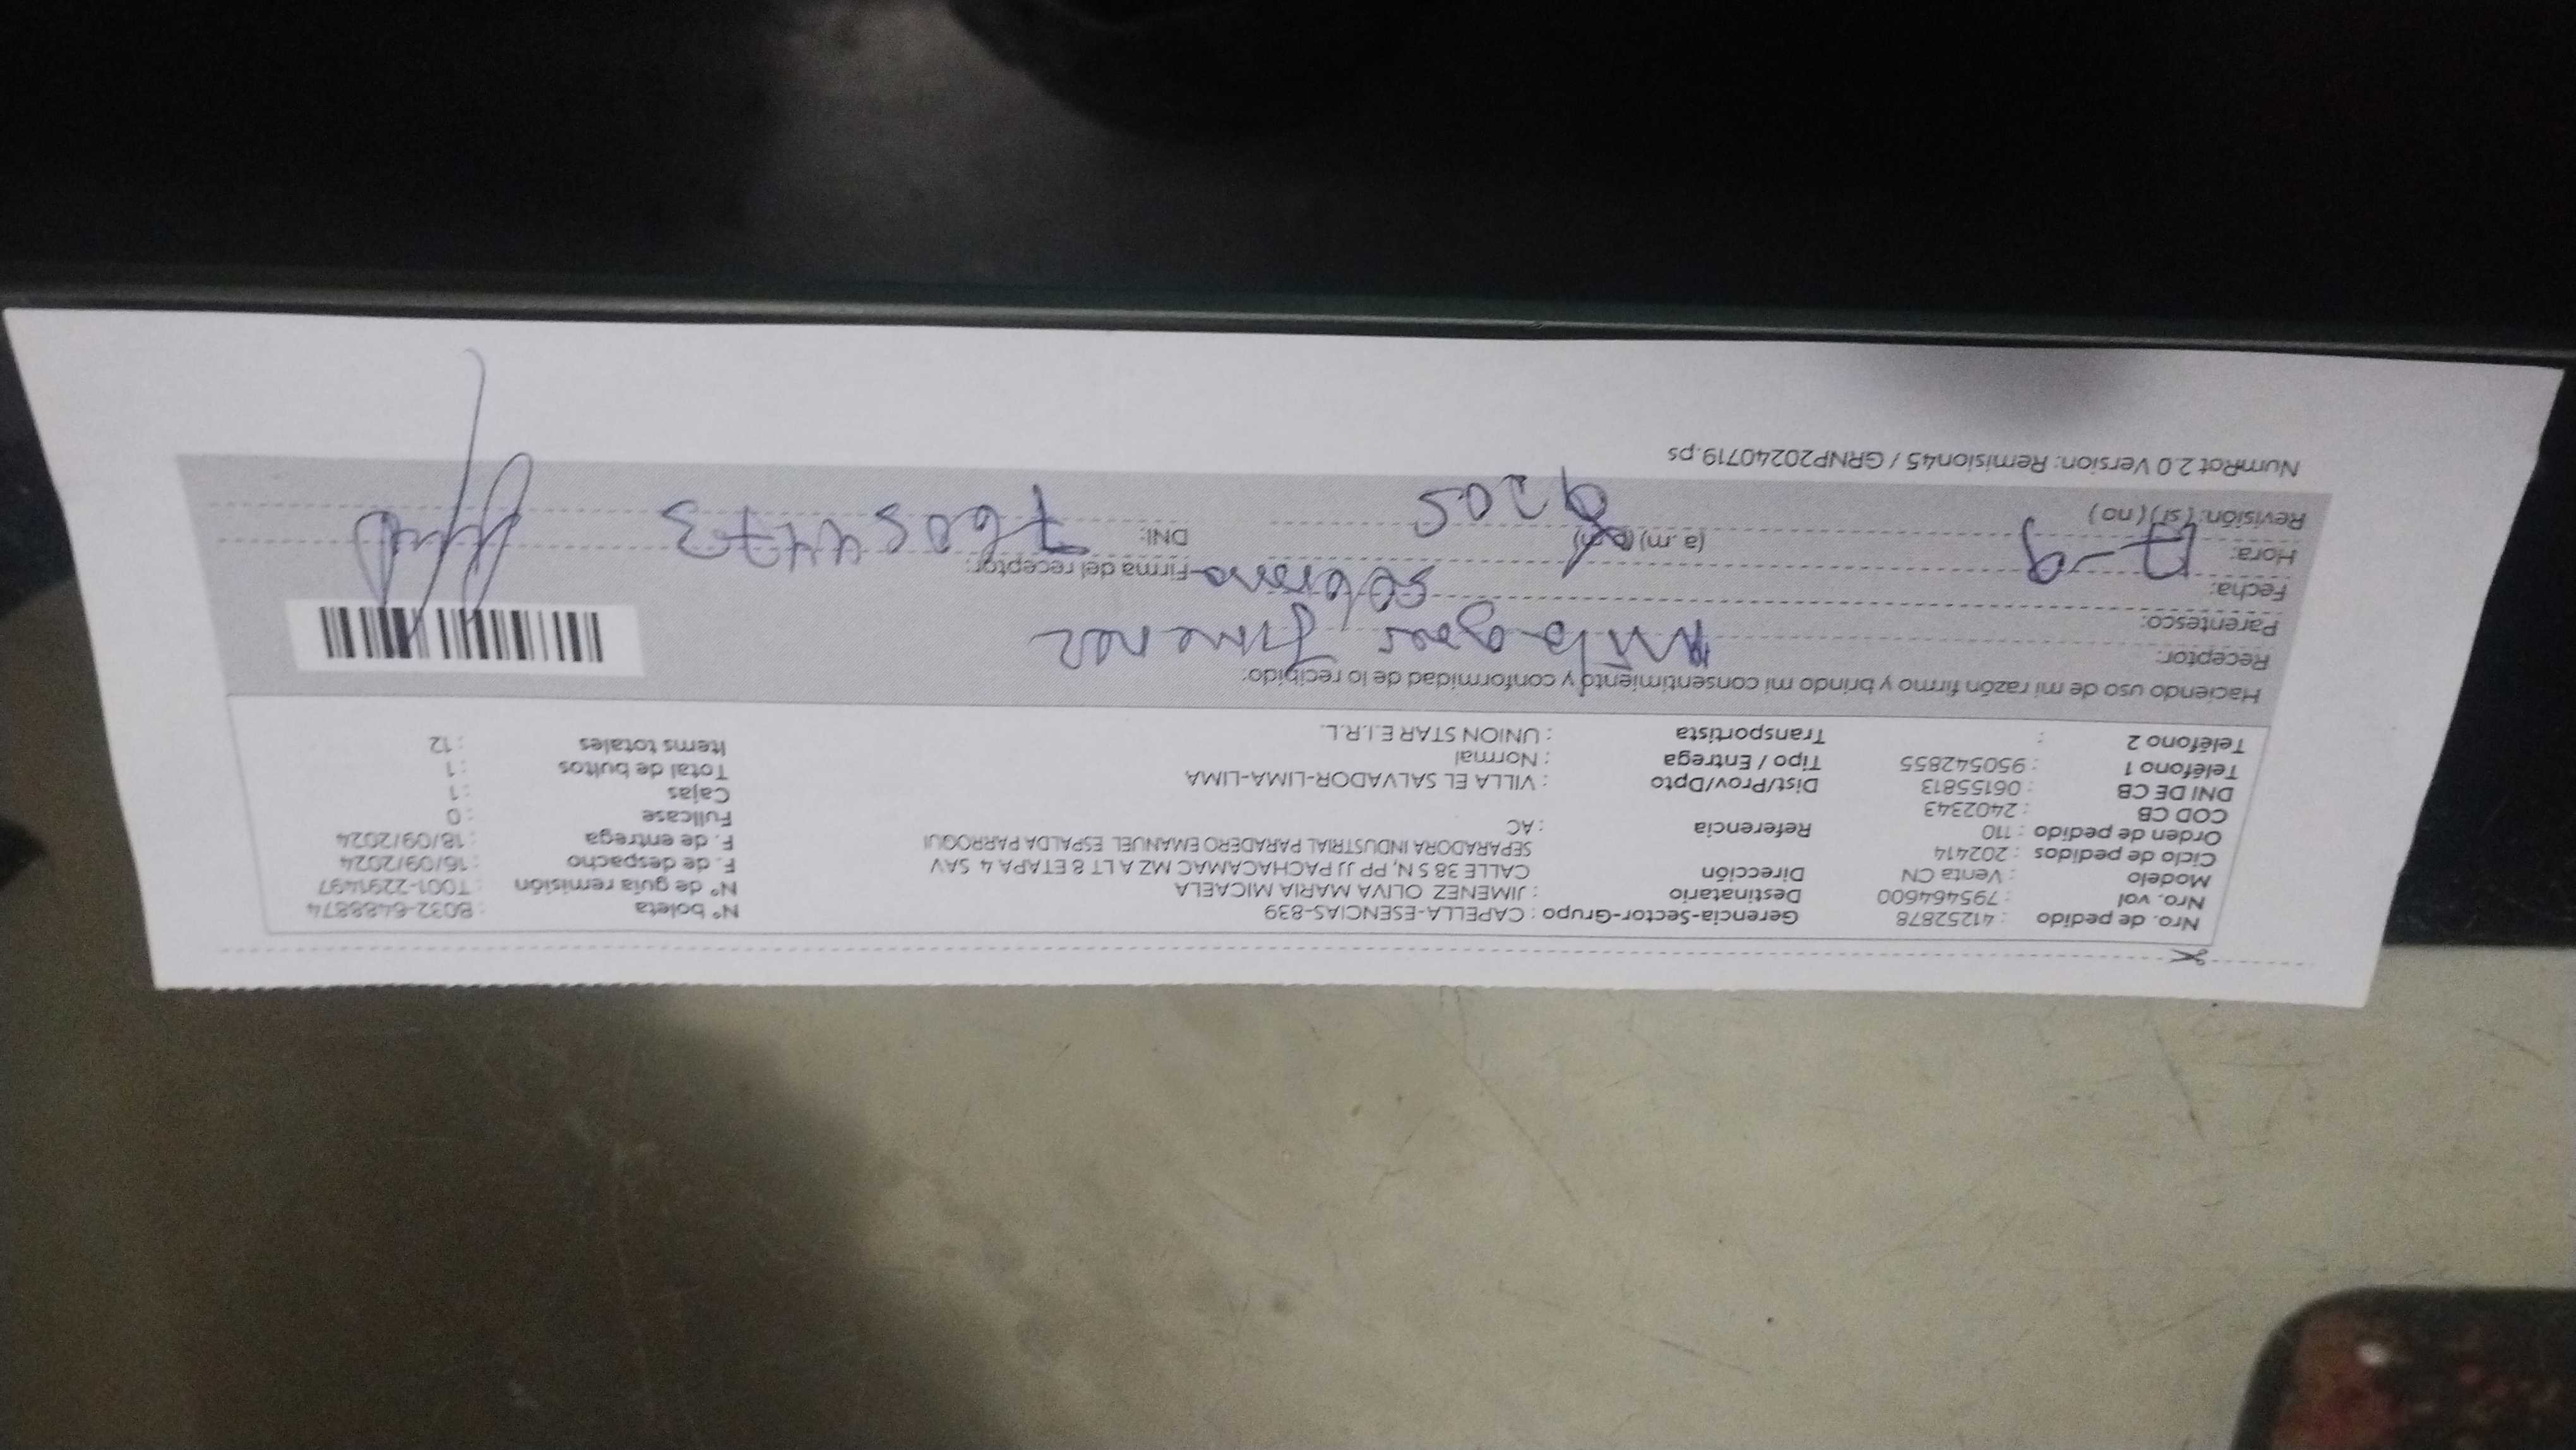 Nro. de pedido : 41252878 Gerencia-Sector-Grupo : CAPELLA-ESENCIAS-839 N° boleta : B032-6488874
Nro. vol : 795464600 Destinatario : JIMENEZ OLIVA MARIA MICAELA N° de guía remisión : T001-2291497
Modelo : Venta CN Dirección CALLE 38 S N, PP JJ PACHACAMAC MZ A LT 8 ETAPA 4 SAV F. de despacho : 16/09/2024
Ciclo de pedidos : 202414 SEPARADORA INDUSTRIAL PARADERO EMANUEL ESPALDA PARROQUI F. de entrega : 18/09/2024
Orden de pedido : 110 Referencia : AC Fullcase : 0
COD CB : 2402343 Cajas : 1
DNI DE CB : 06155813 Dist/Prov/Dpto : VILLA EL SALVADOR-LIMA-LIMA Total de bultos : 1
Teléfono 1 : 950542855 Tipo / Entrega : Normal Items totales : 12
Teléfono 2 : Transportista : UNION STAR E.I.R.L.
Haciendo uso de mi razón firmo y brindo mi consentimiento y conformidad de lo recibido:
Receptor: Milagros Jimenez
Parentesco: sobrina
Fecha: 17-9 Firma del receptor:
Hora: (a.m) (p.m) DNI: 76054473
Revisión: ( si ) ( no ) 9205
NumRot 2.0 Version: Remision45 / GRNP20240719.ps